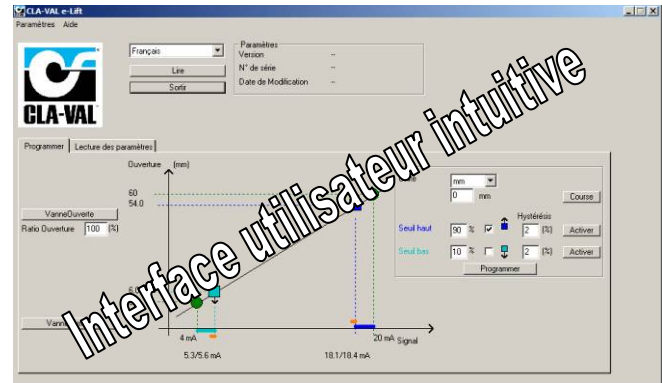 CLA-VAL e-Lift
Paramètres Aide
Français
Lire
Sortir
Paramètres
Version --
N° de série --
Date de Modification --
CLA-VAL
Programmer Lecture des paramètres
Ouverture (mm)
60
54.0
VanneOuverte
Ratio Ouverture 100 (%)
4 mA
5.3/5.6 mA
18.1/18.4 mA
20 mA Signal
mm
0 mm
Course
Hystérésis
Seuil haut 90 % 2 (%) Activer
Seuil bas 10 % 2 (%) Activer
Programmer
Interface utilisateur intuitive